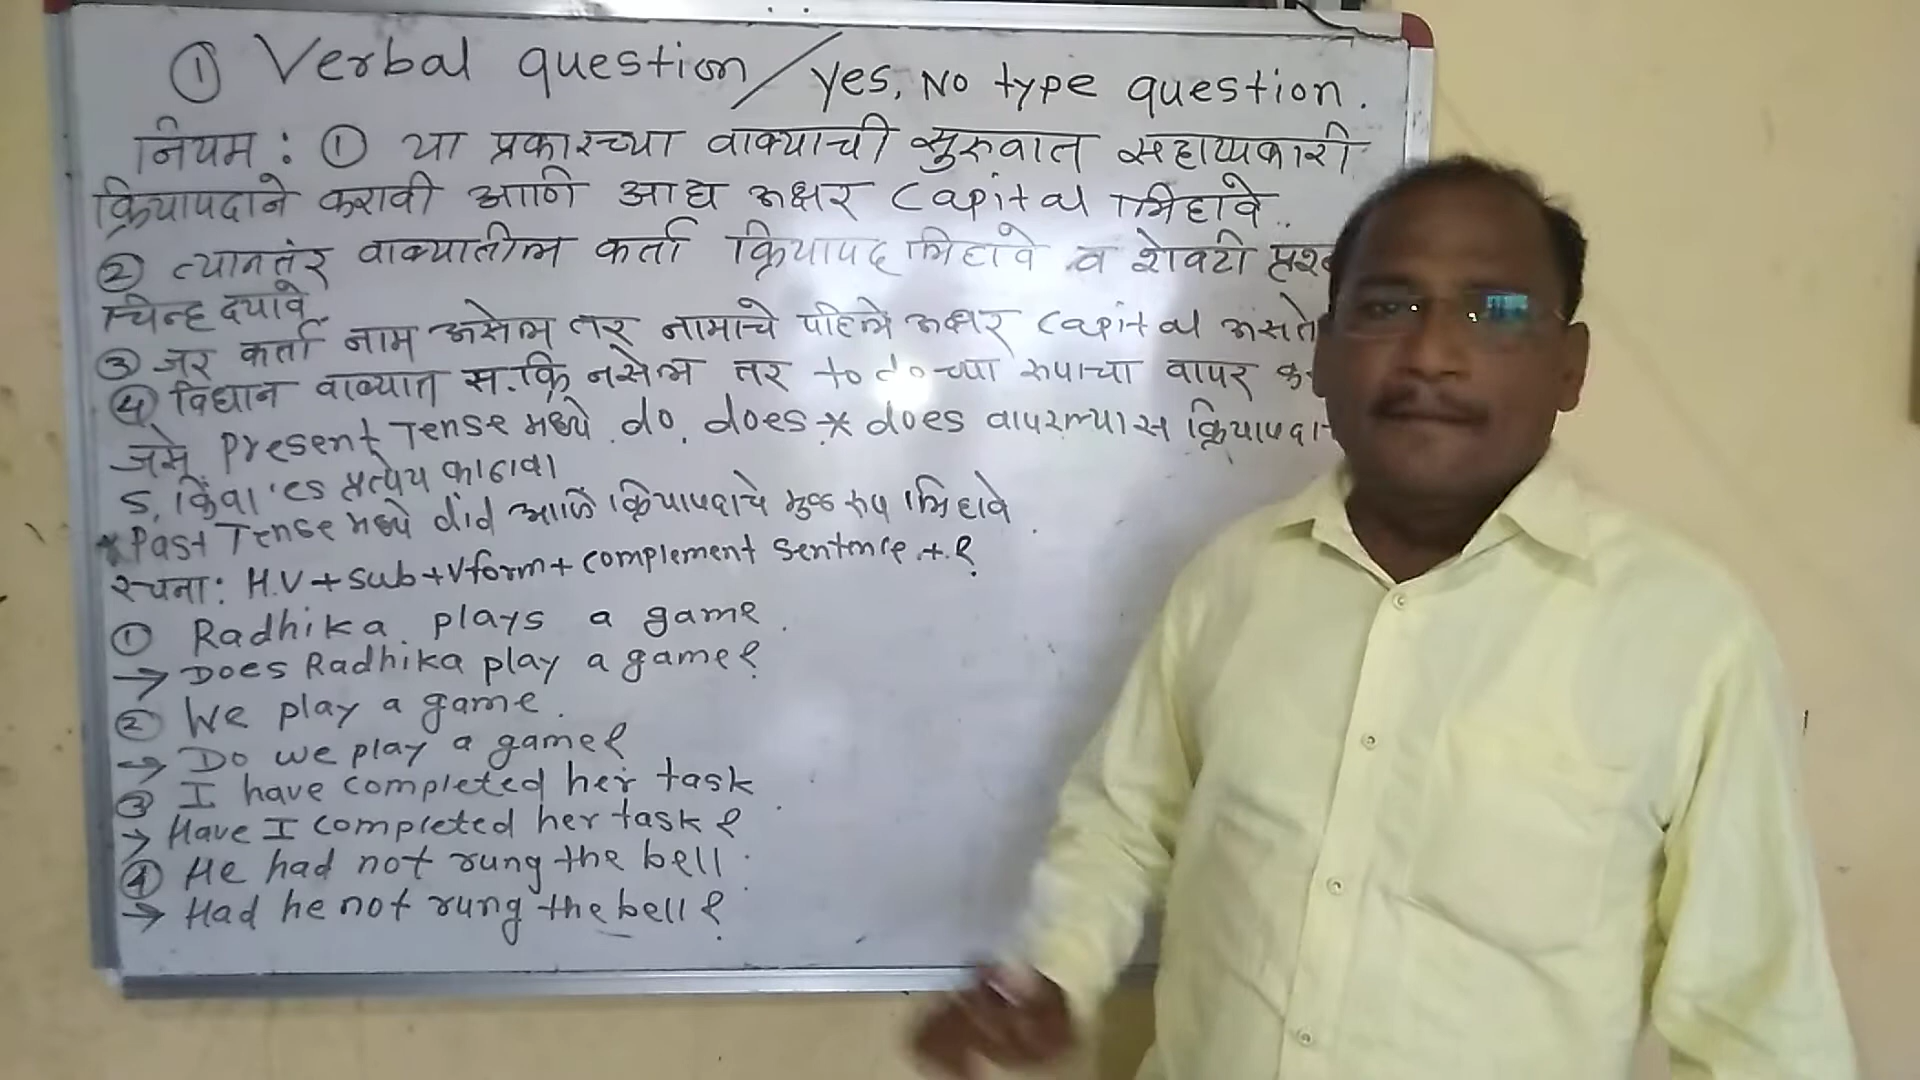 ① Verbal question / yes, No type question.
नियम : ① या प्रकारच्या वाक्याची सुरुवात सहाय्यकारी
क्रियापदाने करावी आणि आद्य अक्षर Capital लिहावे.
② त्यानतंर वाक्यातील कर्ता क्रियापद लिहावे व शेवटी
चिन्ह दयावे.
③ जर कर्ता नाम असेल तर नामाचे पहिले अक्षर Capital असते
④ विधान वाक्यात स.क्रि नसेल तर to do च्या रुपाचा वापर
जसे Present Tense मध्ये do, does * does वापरल्यास
s, किंवा 'es प्रत्यय काढावा
* Past Tense मध्ये did आणि क्रियापदाचे मुळ रुप लिहावे
रचना: H.V + sub + V form + complement sentence + ?
① Radhika plays a game.
→ Does Radhika play a game?
② We play a game.
→ Do we play a game?
③ I have completed her task.
→ Have I completed her task?
④ He had not rung the bell.
→ Had he not rung the bell?